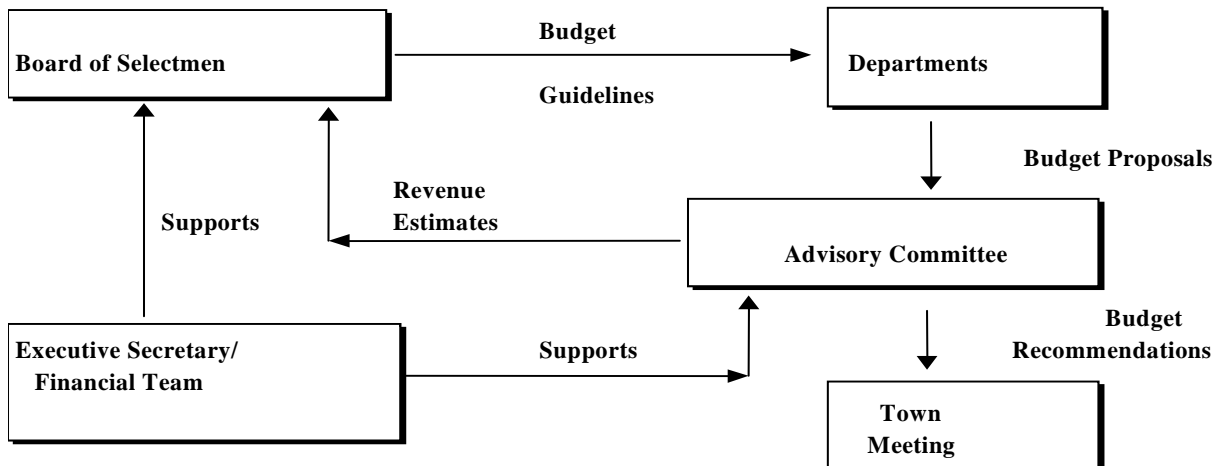 Board of Selectmen
Budget
Guidelines
Departments
Budget Proposals
Revenue
Estimates
Supports
Advisory Committee
Executive Secretary/
Financial Team
Supports
Budget
Recommendations
Town
Meeting